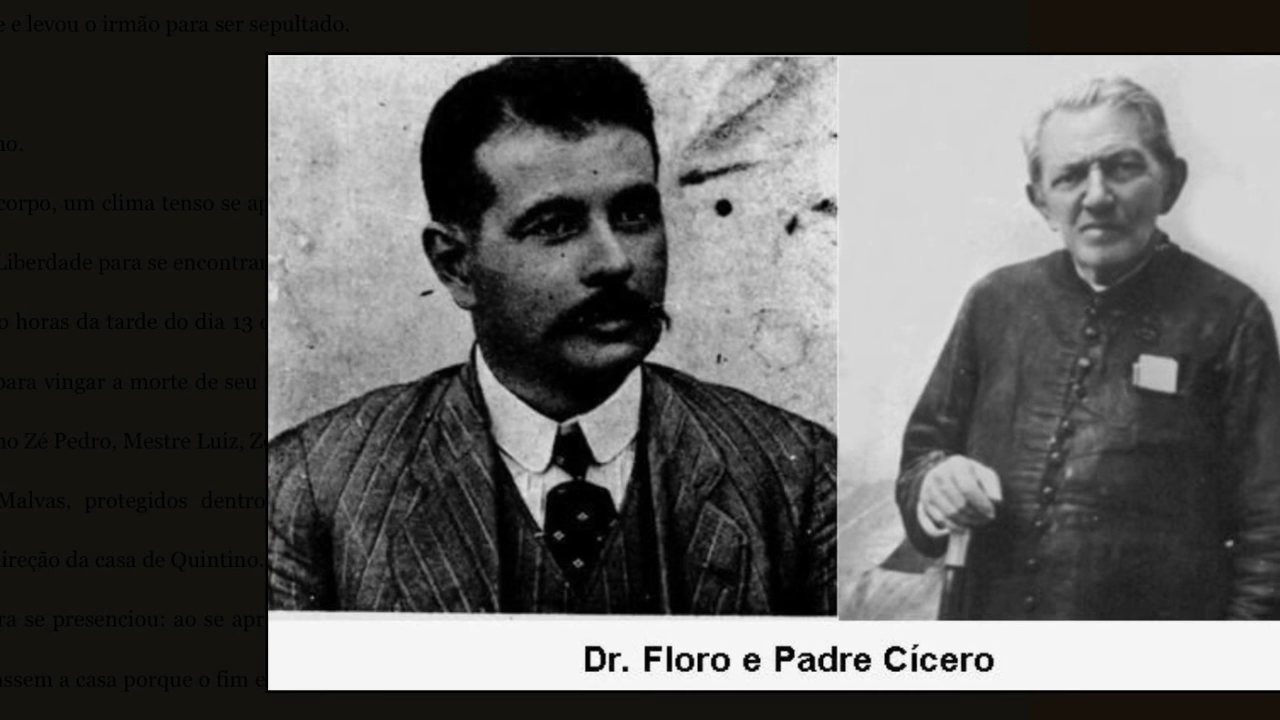 e e levou o irmão para ser sepultado.
no.
corpo, um clima tenso se ap
Liberdade para se encontrar
o horas da tarde do dia 13
para vingar a morte de seu
no Zé Pedro, Mestre Luiz,
Malvas, protegidos dentro
ireção da casa de Quintino.
ra se presenciou: ao se apr
assem a casa porque o fim e
Dr. Floro e Padre Cícero